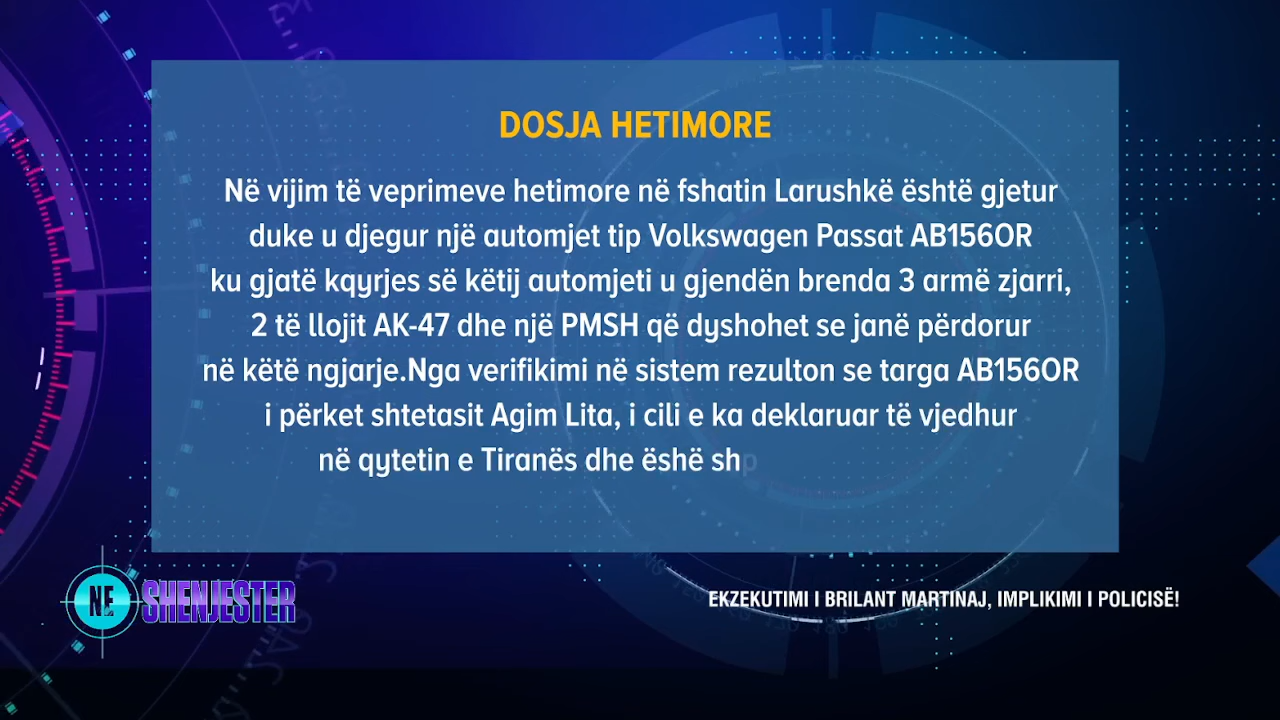 DOSJA HETIMORE
Në vijim të veprimeve hetimore në fshatin Larushkë është gjetur
duke u djegur një automjet tip Volkswagen Passat AB156OR
ku gjatë kqyrjes së këtij automjeti u gjendën brenda 3 armë zjarri,
2 të llojit AK-47 dhe një PMSH që dyshohet se janë përdorur
në këtë ngjarje.Nga verifikimi në sistem rezulton se targa AB156OR
i përket shtetasit Agim Lita, i cili e ka deklaruar të vjedhur
në qytetin e Tiranës dhe ëshë shp
NË SHENJESTER
EKZEKUTIMI I BRILANT MARTINAJ, IMPLIKIMI I POLICISË!